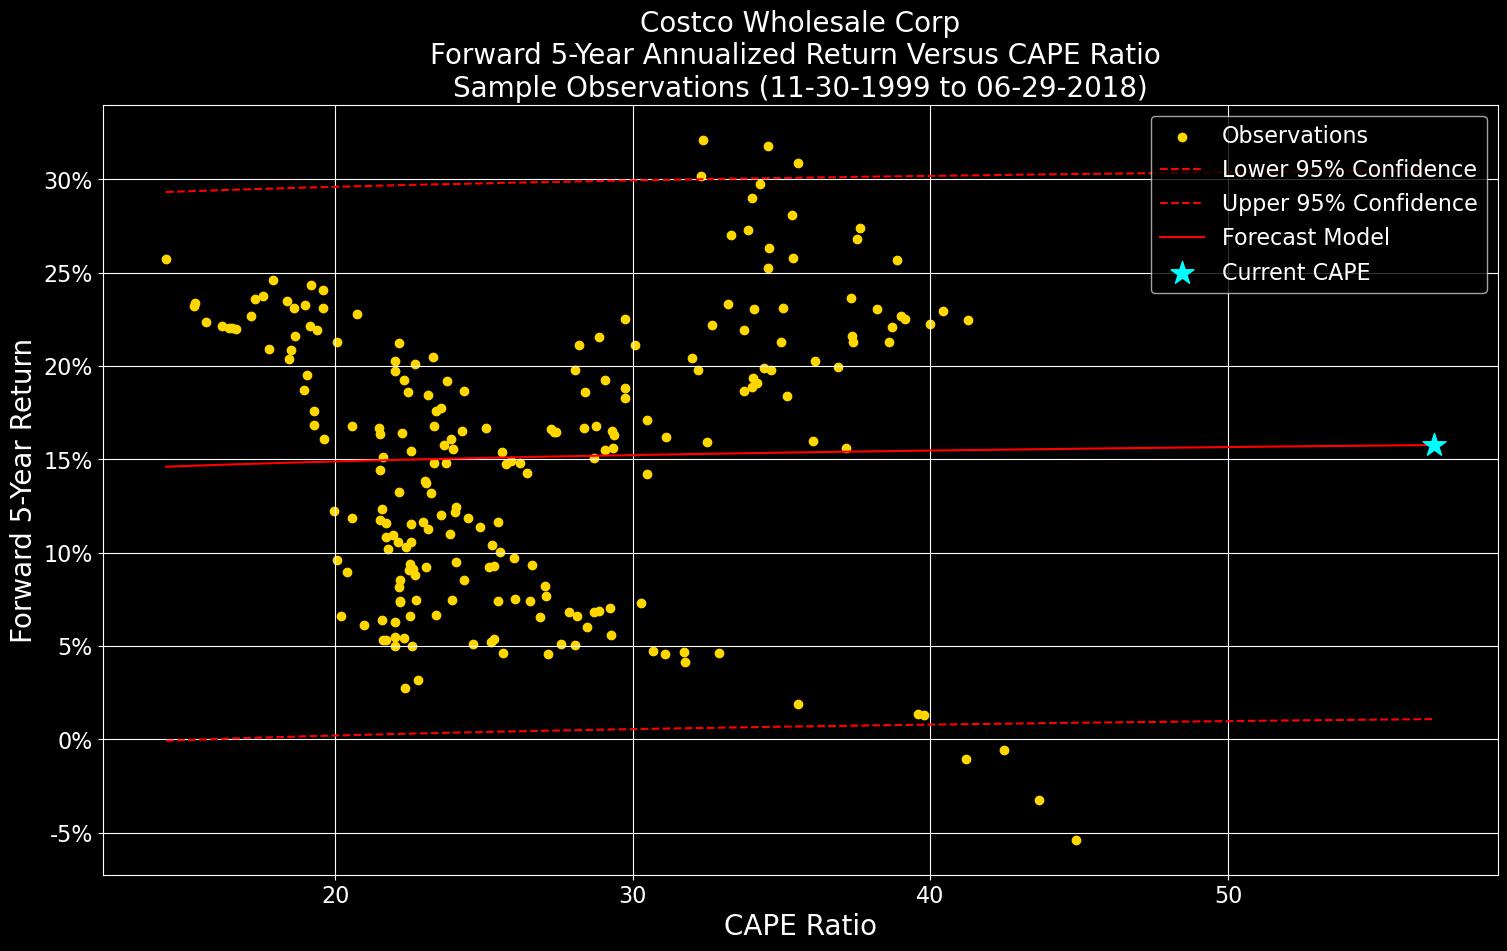 Costco Wholesale Corp
Forward 5-Year Annualized Return Versus CAPE Ratio
Sample Observations (11-30-1999 to 06-29-2018)
Observations
Lower 95% Confidence
Upper 95% Confidence
Forecast Model
Current CAPE
Forward 5-Year Return
30%
25%
20%
15%
10%
5%
0%
-5%
20 30 40 50
CAPE Ratio